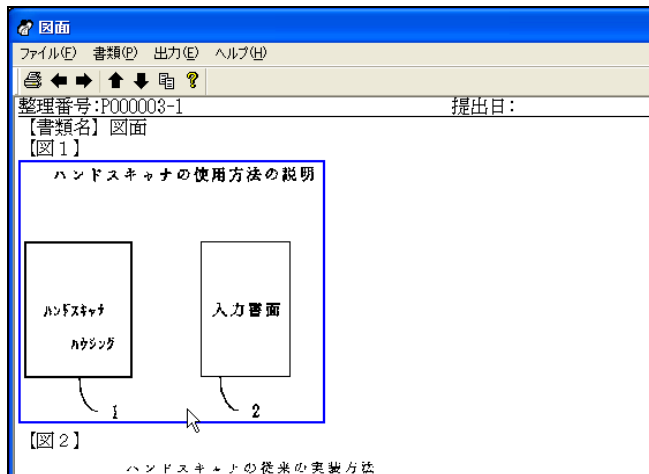 図面
ファイル(F) 書類(P) 出力(E) ヘルプ(H)
整理番号:P000003-1 提出日:
【書類名】図面
【図1】
ハンドスキャナの使用方法の説明
ハンドスキャナ 入力書面
ハウジング
1 2
【図2】
ハンドスキャナの従来の実装方法